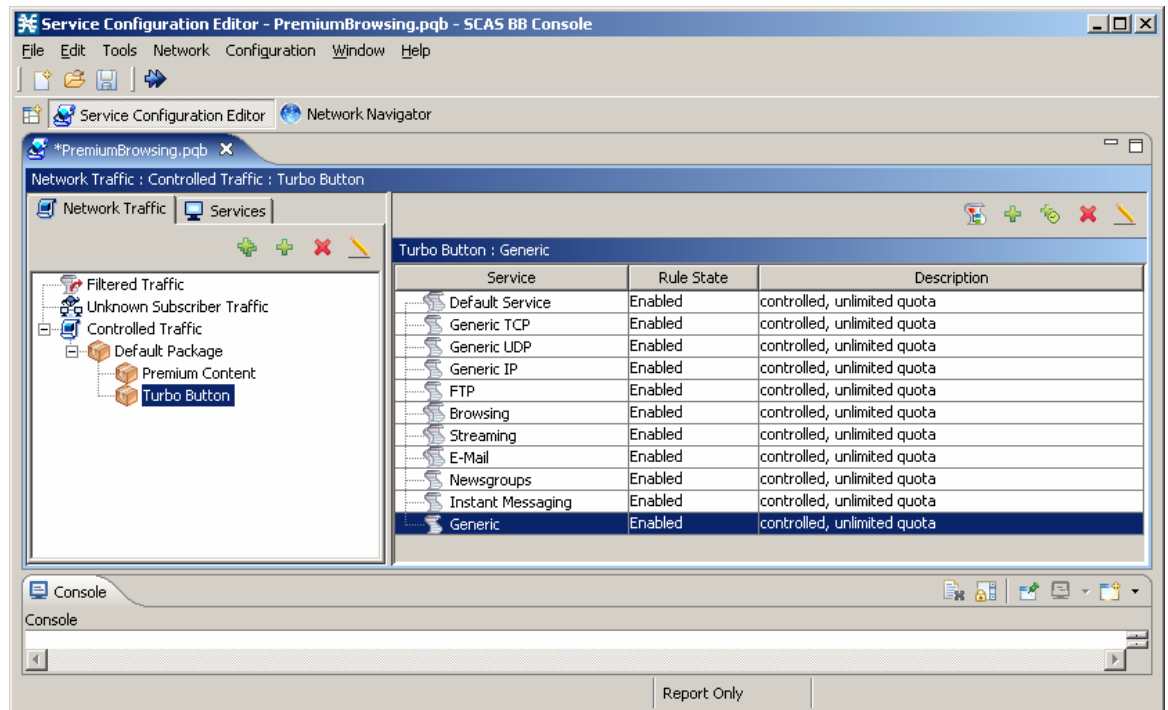 Service Configuration Editor - PremiumBrowsing.pqb - SCAS BB Console
File Edit Tools Network Configuration Window Help
Service Configuration Editor Network Navigator
*PremiumBrowsing.pqb
Network Traffic : Controlled Traffic : Turbo Button
Network Traffic Services
Filtered Traffic
Unknown Subscriber Traffic
Controlled Traffic
Default Package
Premium Content
Turbo Button
Turbo Button : Generic
Service Rule State Description
Default Service Enabled controlled, unlimited quota
Generic TCP Enabled controlled, unlimited quota
Generic UDP Enabled controlled, unlimited quota
Generic IP Enabled controlled, unlimited quota
FTP Enabled controlled, unlimited quota
Browsing Enabled controlled, unlimited quota
Streaming Enabled controlled, unlimited quota
E-Mail Enabled controlled, unlimited quota
Newsgroups Enabled controlled, unlimited quota
Instant Messaging Enabled controlled, unlimited quota
Generic Enabled controlled, unlimited quota
Console
Console
Report Only